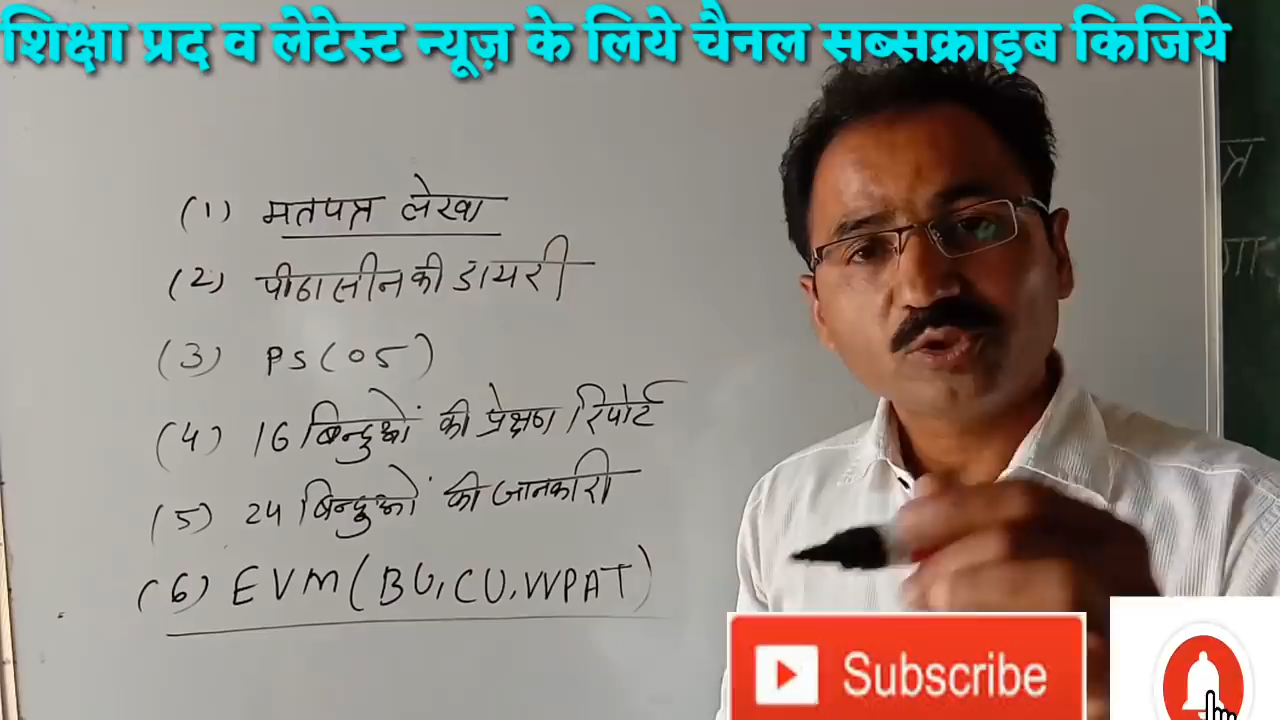 शिक्षा प्रद व लेटेस्ट न्यूज़ के लिये चैनल सब्सक्राइब किजिये
(1) मतपत्र लेखा
(2) पीठासीन की डायरी
(3) PS (05)
(4) 16 बिन्दुओं की प्रेक्षण रिपोर्ट
(5) 24 बिन्दुओं की जानकारी
(6) EVM (BU, CU, VVPAT)
Subscribe